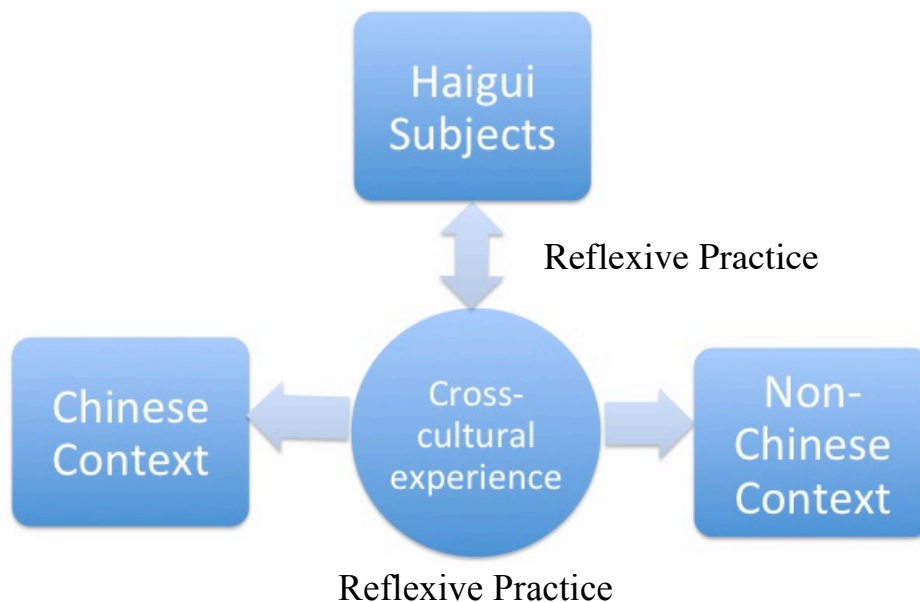 Haigui
Subjects
Reflexive Practice
Chinese
Context
Cross-
cultural
experience
Non-
Chinese
Context
Reflexive Practice